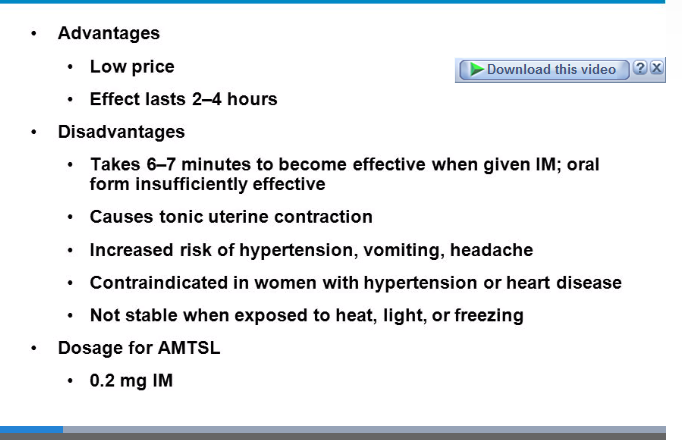 • Advantages
• Low price
Download this video ? X
• Effect lasts 2–4 hours
• Disadvantages
• Takes 6–7 minutes to become effective when given IM; oral
form insufficiently effective
• Causes tonic uterine contraction
• Increased risk of hypertension, vomiting, headache
• Contraindicated in women with hypertension or heart disease
• Not stable when exposed to heat, light, or freezing
• Dosage for AMTSL
• 0.2 mg IM